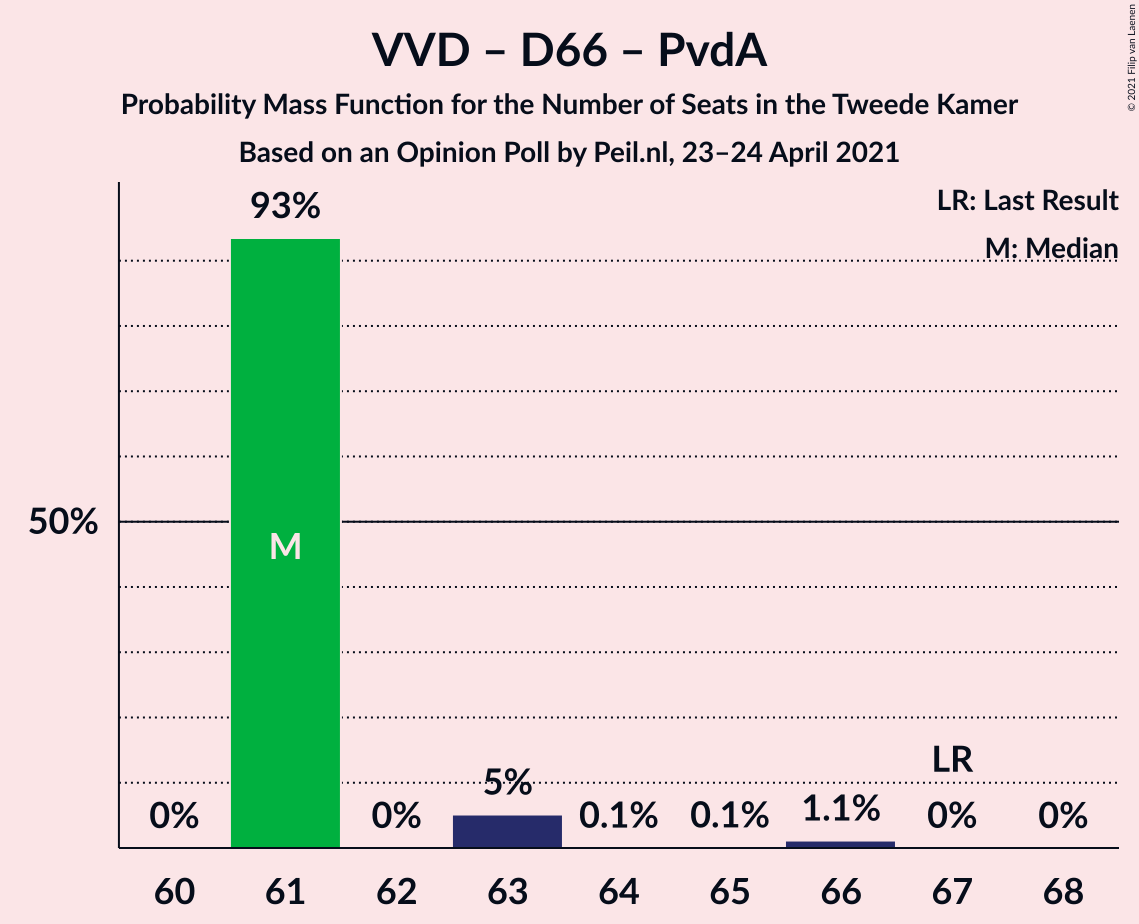 VVD – D66 – PvdA
Probability Mass Function for the Number of Seats in the Tweede Kamer
Based on an Opinion Poll by Peil.nl, 23–24 April 2021
© 2021 Filip van Laenen
LR: Last Result
M: Median
93%
50%
M
LR
0%
0%
5%
0.1%
0.1%
1.1%
0%
0%
60 61 62 63 64 65 66 67 68